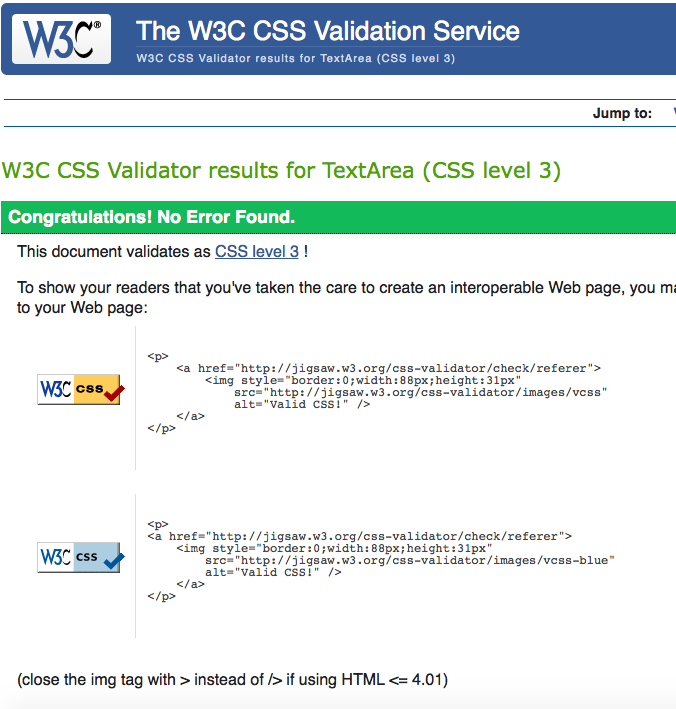 W3C® The W3C CSS Validation Service
W3C CSS Validator results for TextArea (CSS level 3)
Jump to:
W3C CSS Validator results for TextArea (CSS level 3)
Congratulations! No Error Found.
This document validates as CSS level 3 !
To show your readers that you've taken the care to create an interoperable Web page, you
to your Web page:
W3C css
<p>
<a href="http://jigsaw.w3.org/css-validator/check/referer">
<img style="border:0;width:88px;height:31px"
src="http://jigsaw.w3.org/css-validator/images/vcss"
alt="Valid CSS!" />
</a>
</p>
W3C css
<p>
<a href="http://jigsaw.w3.org/css-validator/check/referer">
<img style="border:0;width:88px;height:31px"
src="http://jigsaw.w3.org/css-validator/images/vcss-blue"
alt="Valid CSS!" />
</a>
</p>
(close the img tag with > instead of /> if using HTML <= 4.01)